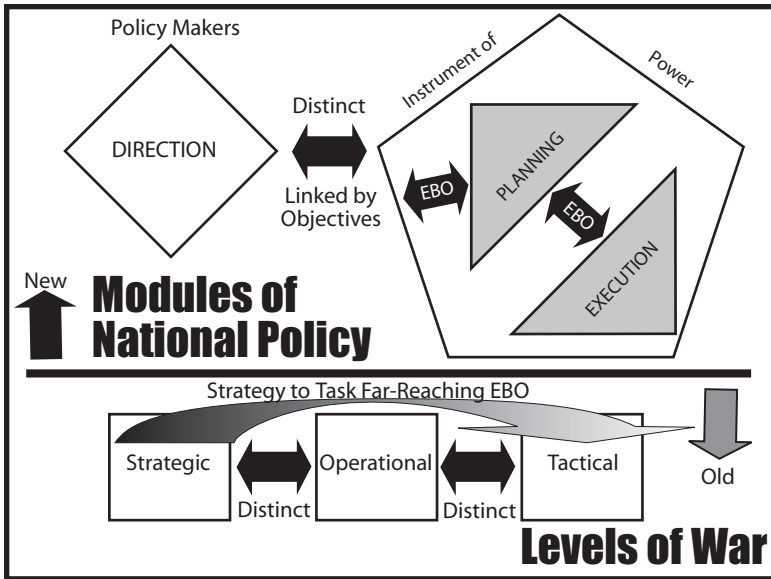 Policy Makers
DIRECTION
Distinct
Linked by
Objectives
Instrument of
Power
EBO
PLANNING
EBO
EXECUTION
New
Modules of
National Policy
Strategy to Task Far-Reaching EBO
Strategic
Operational
Tactical
Distinct
Distinct
Old
Levels of War